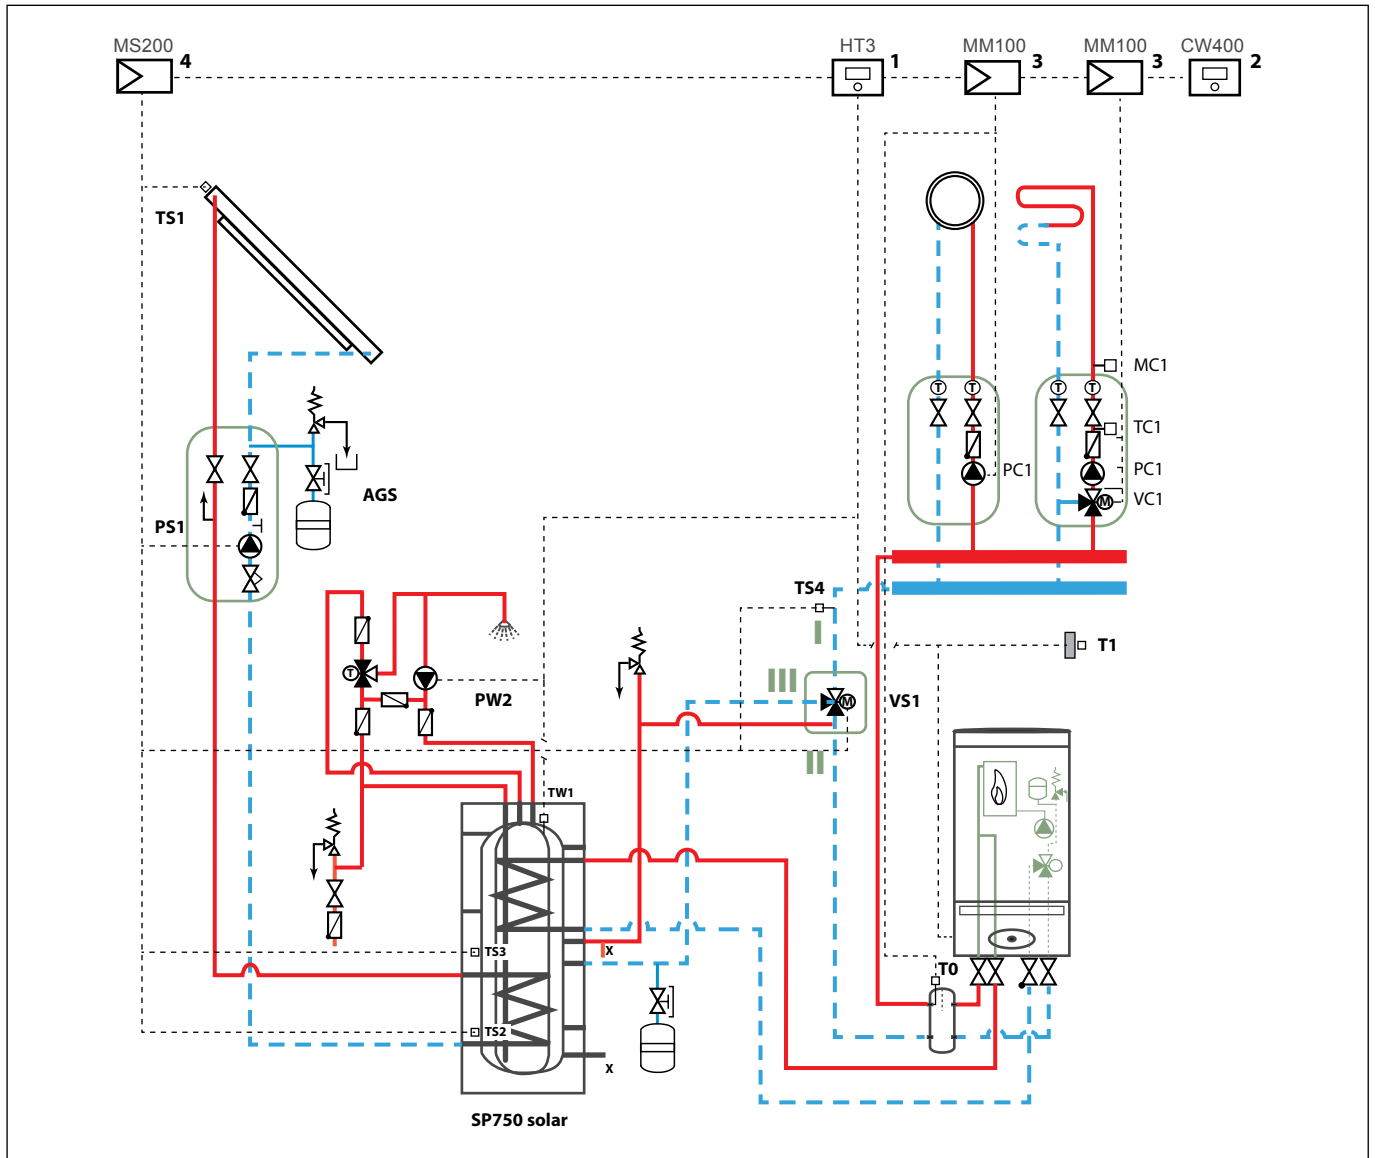 MS200 4
HT3 1
MM100 3
MM100 3
CW400 2
TS1
T T T T
MC1
TC1
PC1
PC1
VC1
M
AGS
PS1
TS4
I
T1
T
PW2
III
M
VS1
II
TW1
TS3
x
T0
TS2
x
SP750 solar